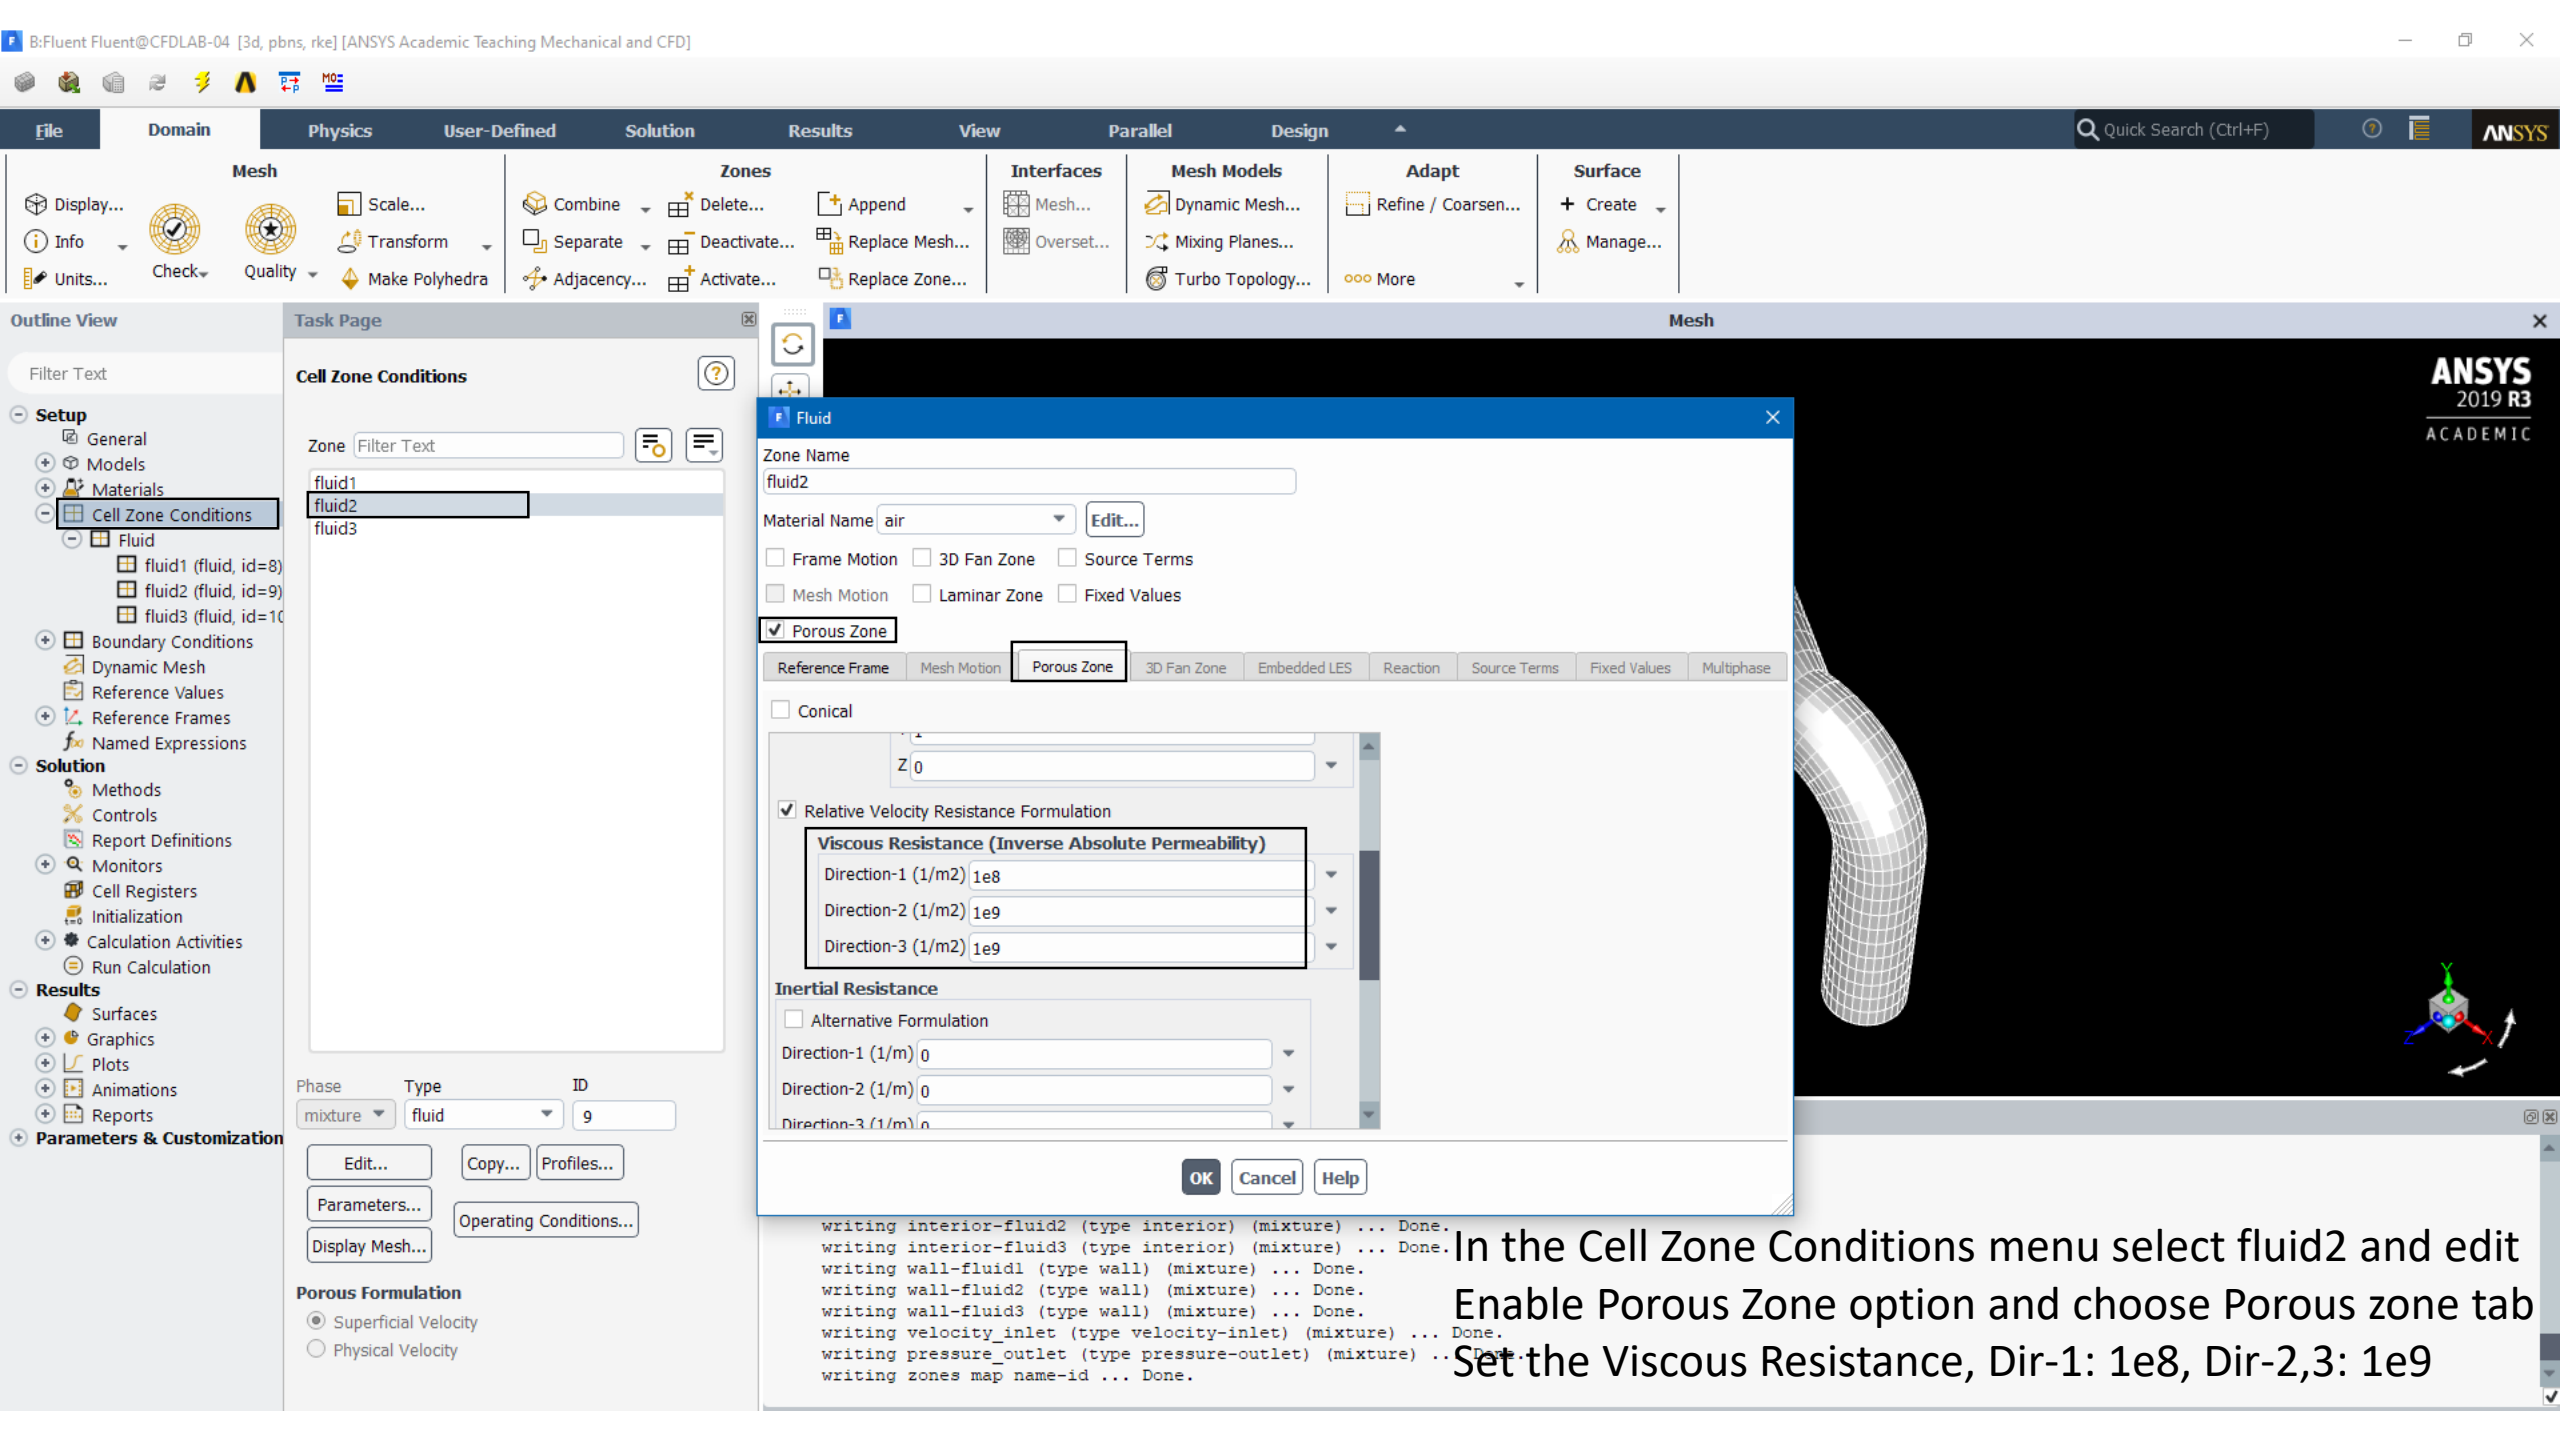 B:Fluent Fluent@CFDLAB-04 [3d, pbns, rke] [ANSYS Academic Teaching Mechanical and CFD]
File Domain Physics User-Defined Solution Results View Parallel Design Quick Search (Ctrl+F) ANSYS
Mesh Zones Interfaces Mesh Models Adapt Surface
Display... Scale... Combine Delete... Append Mesh... Dynamic Mesh... Refine / Coarsen... Create
Info Transform Separate Deactivate... Replace Mesh... Overset... Mixing Planes... Manage...
Units... Check Quality Make Polyhedra Adjacency... Activate... Replace Zone... Turbo Topology... More
Outline View
Filter Text
Setup
General
Models
Materials
Cell Zone Conditions
Fluid
fluid1 (fluid, id=8)
fluid2 (fluid, id=9)
fluid3 (fluid, id=10
Boundary Conditions
Dynamic Mesh
Reference Values
Reference Frames
Named Expressions
Solution
Methods
Controls
Report Definitions
Monitors
Cell Registers
Initialization
Calculation Activities
Run Calculation
Results
Surfaces
Graphics
Plots
Animations
Reports
Parameters & Customization
Task Page
Cell Zone Conditions
Zone Filter Text
fluid1
fluid2
fluid3
Phase Type ID
mixture fluid 9
Edit... Copy... Profiles...
Parameters... Operating Conditions...
Display Mesh...
Porous Formulation
Superficial Velocity
Physical Velocity
Mesh
ANSYS
2019 R3
ACADEMIC
Y
Z X
Fluid
Zone Name
fluid2
Material Name air Edit...
Frame Motion 3D Fan Zone Source Terms
Mesh Motion Laminar Zone Fixed Values
Porous Zone
Reference Frame Mesh Motion Porous Zone 3D Fan Zone Embedded LES Reaction Source Terms Fixed Values Multiphase
Conical
Z 0
Relative Velocity Resistance Formulation
Viscous Resistance (Inverse Absolute Permeability)
Direction-1 (1/m2) 1e8
Direction-2 (1/m2) 1e9
Direction-3 (1/m2) 1e9
Inertial Resistance
Alternative Formulation
Direction-1 (1/m) 0
Direction-2 (1/m) 0
Direction-3 (1/m) 0
OK Cancel Help
writing interior-fluid2 (type interior) (mixture) ... Done.
writing interior-fluid3 (type interior) (mixture) ... Done.
writing wall-fluid1 (type wall) (mixture) ... Done.
writing wall-fluid2 (type wall) (mixture) ... Done.
writing wall-fluid3 (type wall) (mixture) ... Done.
writing velocity_inlet (type velocity-inlet) (mixture) ... Done.
writing pressure_outlet (type pressure-outlet) (mixture) ... Done.
writing zones map name-id ... Done.
In the Cell Zone Conditions menu select fluid2 and edit
Enable Porous Zone option and choose Porous zone tab
Set the Viscous Resistance, Dir-1: 1e8, Dir-2,3: 1e9